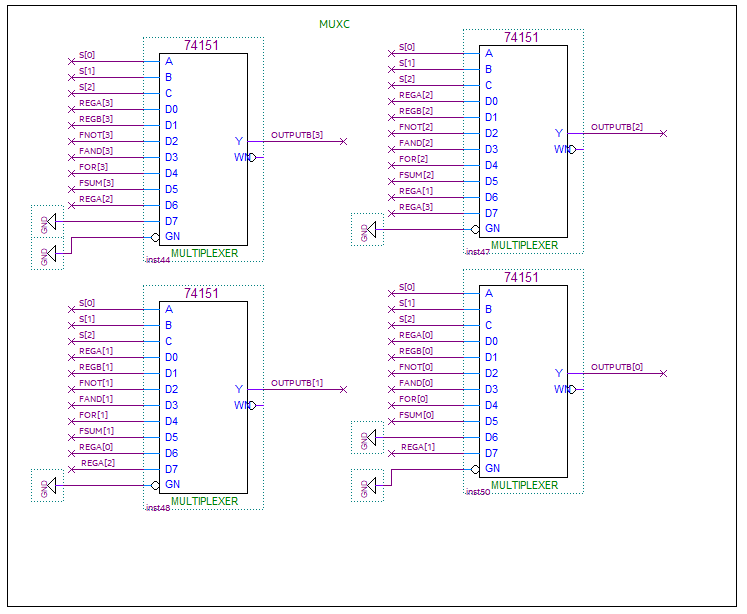 MUXC
74151
S[0] A
S[1] B
S[2] C
REGA[3] D0
REGB[3] D1
FNOT[3] D2 Y OUTPUTB[3]
FAND[3] D3 WN
FOR[3] D4
FSUM[3] D5
REGA[2] D6
GND D7
GND GN
inst44 MULTIPLEXER
74151
S[0] A
S[1] B
S[2] C
REGA[2] D0
REGB[2] D1
FNOT[2] D2 Y OUTPUTB[2]
FAND[2] D3 WN
FOR[2] D4
FSUM[2] D5
REGA[1] D6
REGA[3] D7
GND GN
inst47 MULTIPLEXER
74151
S[0] A
S[1] B
S[2] C
REGA[1] D0
REGB[1] D1
FNOT[1] D2 Y OUTPUTB[1]
FAND[1] D3 WN
FOR[1] D4
FSUM[1] D5
REGA[0] D6
REGA[2] D7
GND GN
inst48 MULTIPLEXER
74151
S[0] A
S[1] B
S[2] C
REGA[0] D0
REGB[0] D1
FNOT[0] D2 Y OUTPUTB[0]
FAND[0] D3 WN
FOR[0] D4
FSUM[0] D5
GND D6
REGA[1] D7
GND GN
inst50 MULTIPLEXER